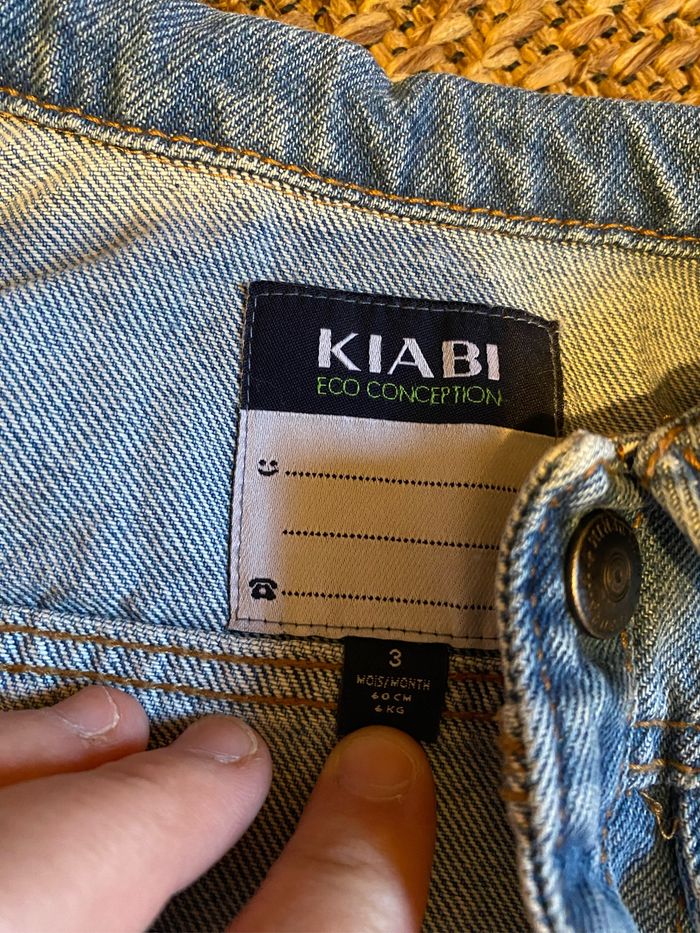 KIABI
ECO CONCEPTION
3
MOIS/MONTH
60 CM
6 KG